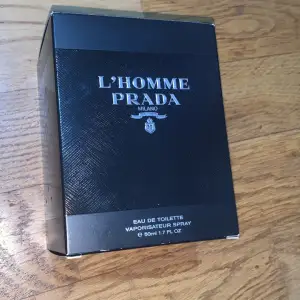 L'HOMME
PRADA
MILANO
EAU DE TOILETTE
VAPORISATEUR SPRAY
℮ 50ml 1.7 FL OZ